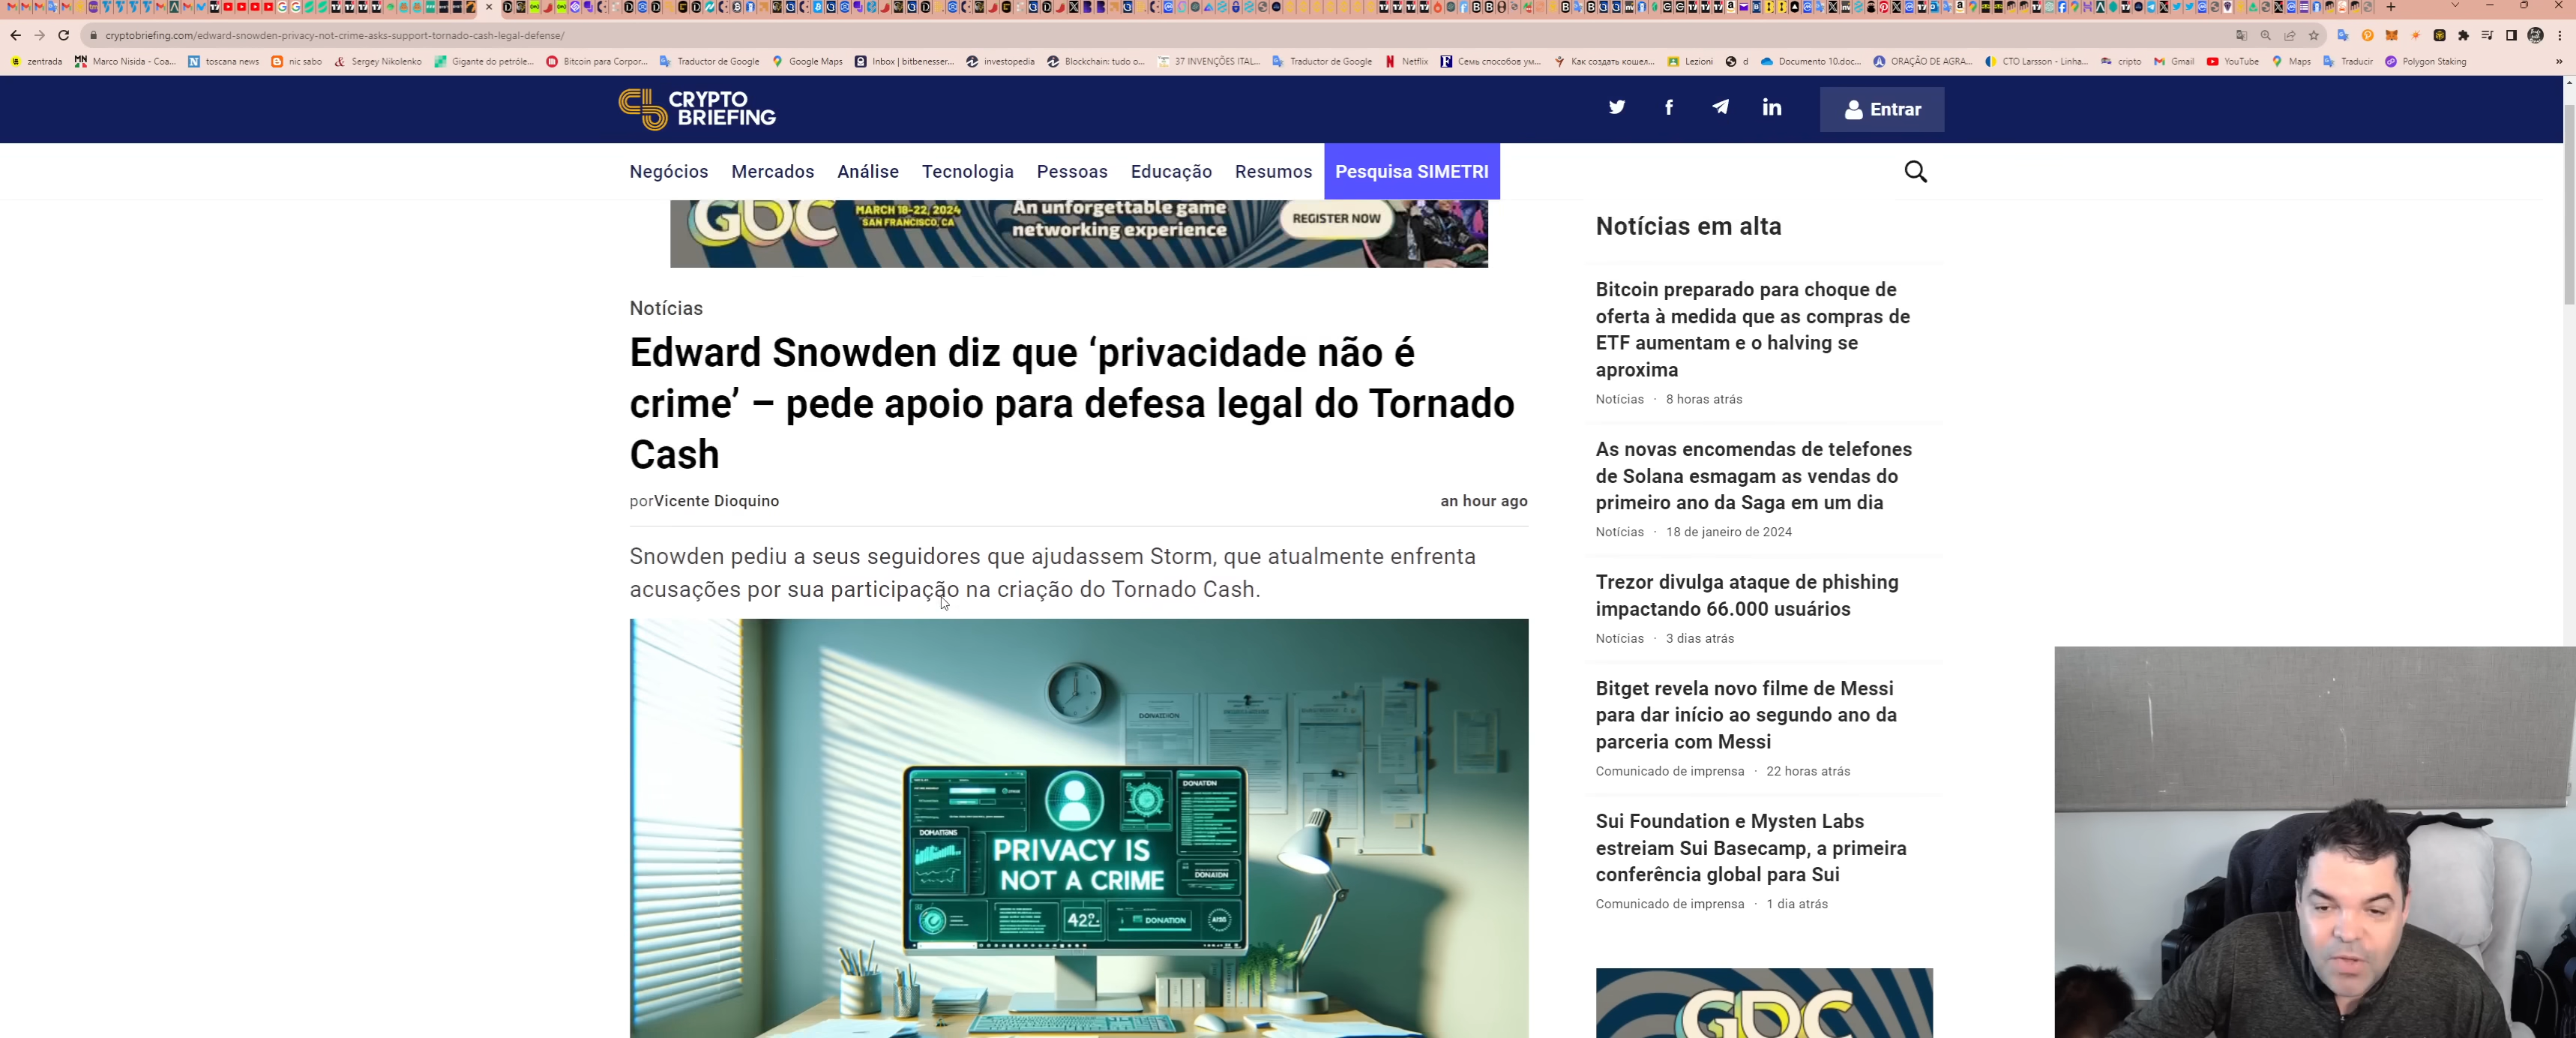 cryptobriefing.com/edward-snowden-privacy-not-crime-asks-support-tornado-cash-legal-defense/
zentrada
Marco Nisida - Coa...
toscana news
nic sabo
Sergey Nikolenko
Gigante do petróle...
Bitcoin para Corpor...
Traductor de Google
Google Maps
Inbox | bitbenesser...
investopedia
Blockchain: tudo o...
37 INVENÇÕES ITAL...
Traductor de Google
Netflix
Семь способов ум...
Как создать кошел...
Lezioni
d
Documento 10.doc...
ORAÇÃO DE AGRA...
CTO Larsson - Linha...
cripto
Gmail
YouTube
Maps
Traducir
Polygon Staking
CRYPTO
BRIEFING
Entrar
Negócios Mercados Análise Tecnologia Pessoas Educação Resumos Pesquisa SIMETRI
GDC
MARCH 18-22, 2024
SAN FRANCISCO, CA
An unforgettable game
networking experience
REGISTER NOW
Notícias
Edward Snowden diz que ‘privacidade não é
crime’ – pede apoio para defesa legal do Tornado
Cash
porVicente Dioquino
an hour ago
Snowden pediu a seus seguidores que ajudassem Storm, que atualmente enfrenta
acusações por sua participação na criação do Tornado Cash.
DONATION
DOMATTENS
PRIVACY IS
NOT A CRIME
DONATION
Notícias em alta
Bitcoin preparado para choque de
oferta à medida que as compras de
ETF aumentam e o halving se
aproxima
Notícias · 8 horas atrás
As novas encomendas de telefones
de Solana esmagam as vendas do
primeiro ano da Saga em um dia
Notícias · 18 de janeiro de 2024
Trezor divulga ataque de phishing
impactando 66.000 usuários
Notícias · 3 dias atrás
Bitget revela novo filme de Messi
para dar início ao segundo ano da
parceria com Messi
Comunicado de imprensa · 22 horas atrás
Sui Foundation e Mysten Labs
estreiam Sui Basecamp, a primeira
conferência global para Sui
Comunicado de imprensa · 1 dia atrás
GDC